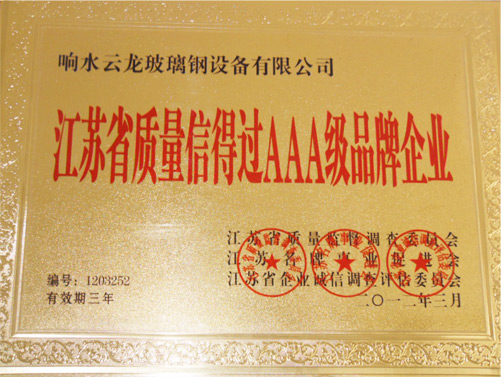 响水云龙玻璃钢设备有限公司
江苏省质量信得过AAA级品牌企业
江苏省质量监督调查委员会
江苏名牌事业促进会
江苏省企业诚信调查评估委员会
编号:1203252
有效期三年
二〇一二年三月